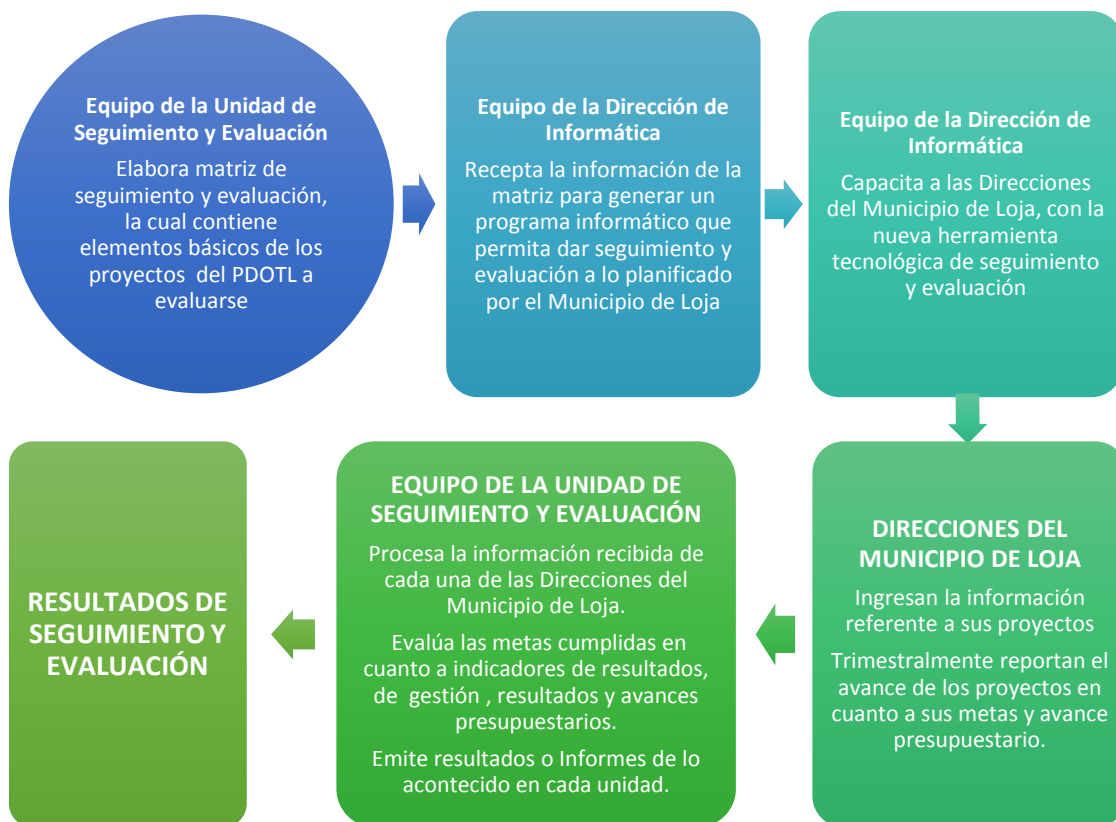 Equipo de la Unidad de
Seguimiento y Evaluación
Elabora matriz de
seguimiento y evaluación,
la cual contiene
elementos básicos de los
proyectos  del PDOTL a
evaluarse
Equipo de la Dirección de
Informática
Recepta la información de la
matriz para generar un
programa informático que
permita dar seguimiento y
evaluación a lo planificado
por el Municipio de Loja
Equipo de la Dirección de
Informática
Capacita a las Direcciones
del Municipio de Loja, con la
nueva herramienta
tecnológica de seguimiento
y evaluación
DIRECCIONES DEL
MUNICIPIO DE LOJA
Ingresan la información
referente a sus proyectos
Trimestralmente reportan el
avance de los proyectos en
cuanto a sus metas y avance
presupuestario.
EQUIPO DE LA UNIDAD DE
SEGUIMIENTO Y EVALUACIÓN
Procesa la información recibida de
cada una de las Direcciones del
Municipio de Loja.
Evalúa las metas cumplidas en
cuanto a indicadores de resultados,
de  gestión , resultados y avances
presupuestarios.
Emite resultados o Informes de lo
acontecido en cada unidad.
RESULTADOS DE
SEGUIMIENTO Y
EVALUACIÓN